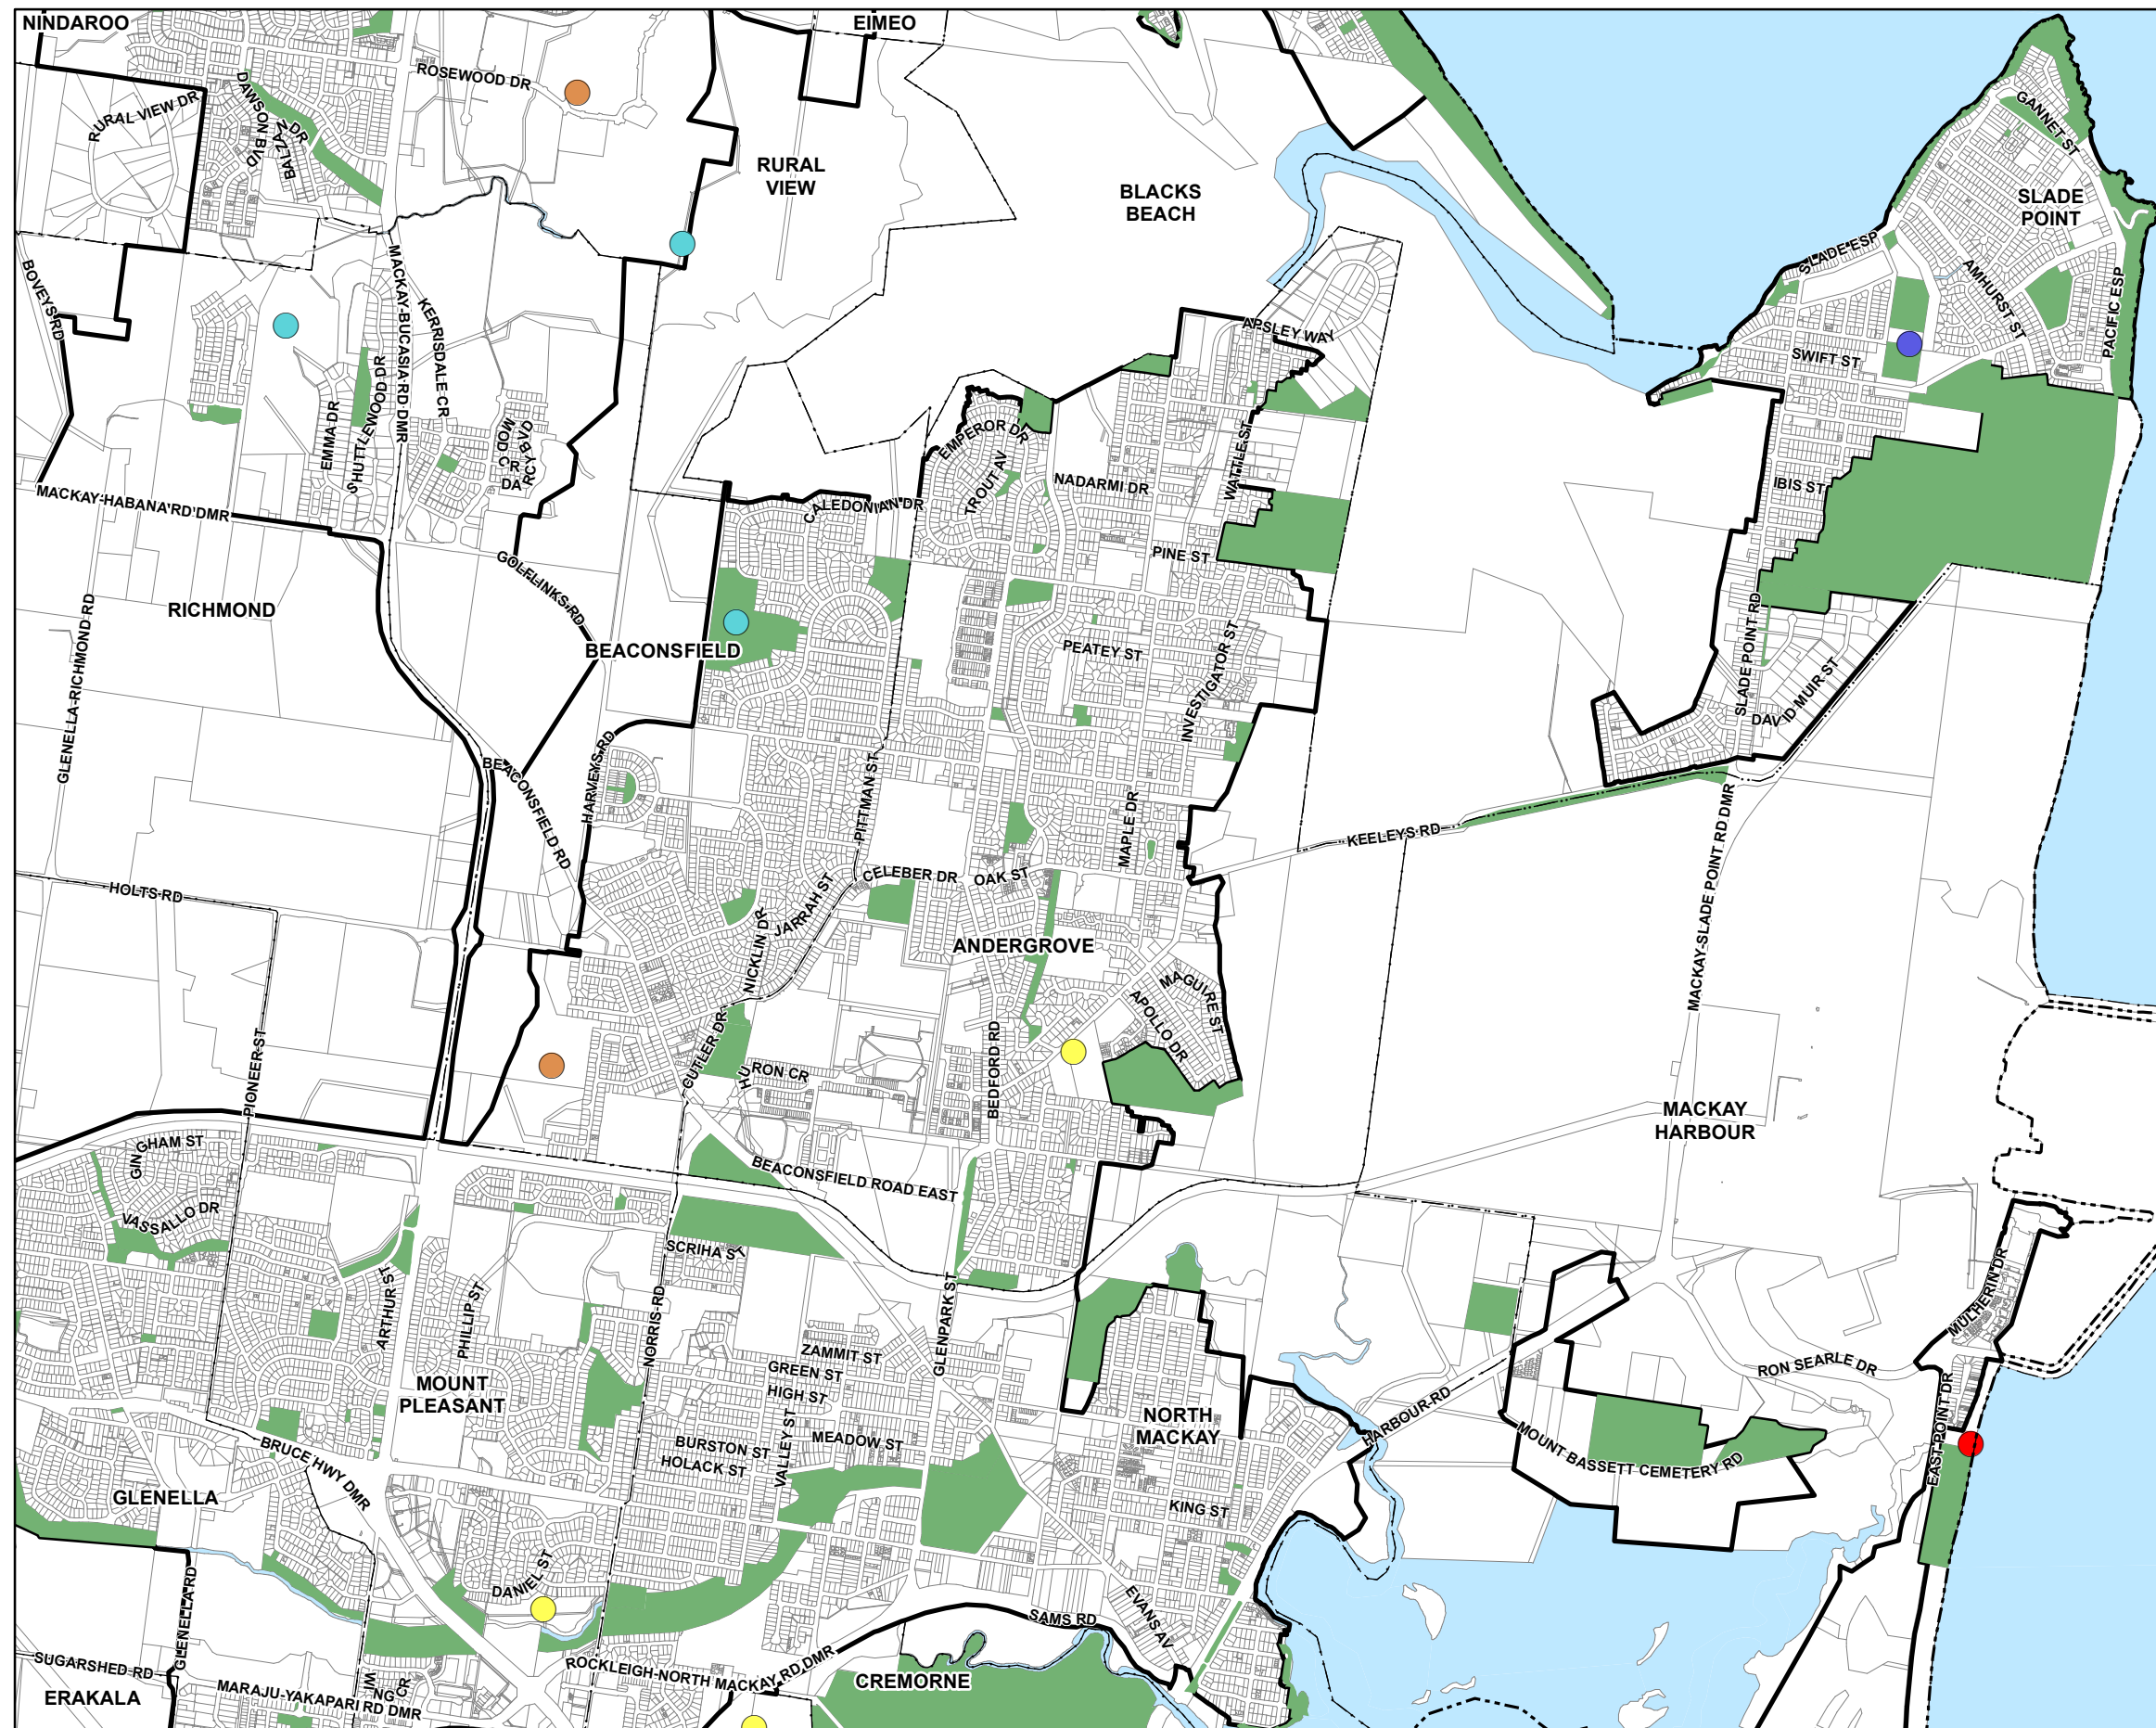 NINDAROO
EIMEO
ROSEWOOD DR
RURAL VIEW DR
DAWSON BVD
BALZAN DR
GANNET ST
RURAL
VIEW
BLACKS
BEACH
SLADE
POINT
SLADE ESP
AMHURST ST
PACIFIC ESP
BOVEYS RD
MACKAY-BUCASIA RD DMR
KERRISDALE CR
APSLEY WAY
SWIFT ST
EMMA DR
SHUTTLEWOOD DR
MOOD CR
DARCY BVD
EMPEROR DR
TROUT AV
NADARMI DR
WATTLE ST
IBIS ST
MACKAY-HABANA RD DMR
CALEDONIAN DR
PINE ST
GOLFLINKS RD
RICHMOND
GLENELLA-RICHMOND RD
BEACONSFIELD
PEATEY ST
INVESTIGATOR ST
SLADE POINT RD
DAVID MUIR ST
BEACONSFIELD RD
HARVEYS RD
PITTMAN ST
MAPLE DR
KEELEYS RD
MACKAY-SLADE POINT RD DMR
HOLTS RD
CELEBER DR
OAK ST
JARRAH ST
NICKLIN DR
ANDERGROVE
MAGUIRE ST
APOLLO DR
PIONEER ST
CUTLER DR
HURON CR
BEDFORD RD
MACKAY
HARBOUR
GINGHAM ST
BEACONSFIELD ROAD EAST
VASSALLO DR
SCRIHA ST
MULHERIN DR
ARTHUR ST
PHILLIP ST
NORRIS RD
GLENPARK ST
ZAMMIT ST
GREEN ST
HIGH ST
RON SEARLE DR
MOUNT
PLEASANT
VALLEY ST
MEADOW ST
NORTH
MACKAY
HARBOUR RD
EAST POINT DR
BURSTON ST
HOLACK ST
MOUNT BASSETT CEMETERY RD
BRUCE HWY DMR
GLENELLA
KING ST
DANIEL ST
GLENELLA RD
EVANS AV
SAMS RD
SUGARSHED RD
ROCKLEIGH-NORTH MACKAY RD DMR
CREMORNE
ERAKALA
MARAJU-YAKAPARI RD DMR
WING CR